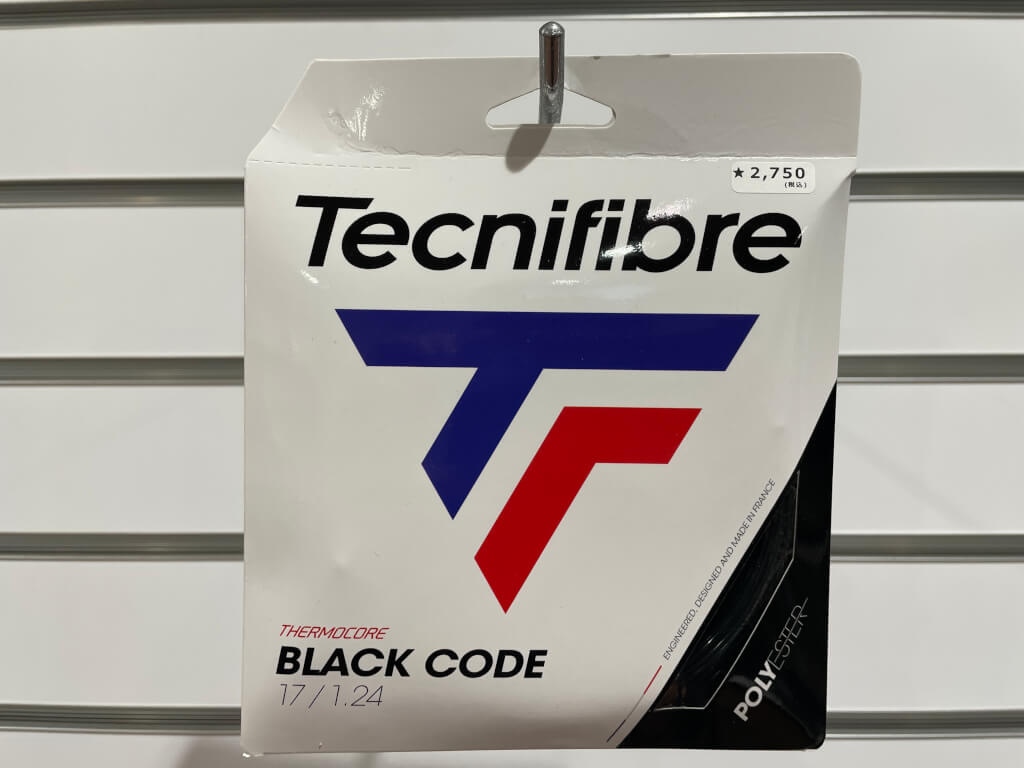 ★2,750
(税込)
Tecnifibre
THERMOCORE
BLACK CODE
17/1.24
ENGINEERED, DESIGNED AND MADE IN FRANCE
POLYESTER